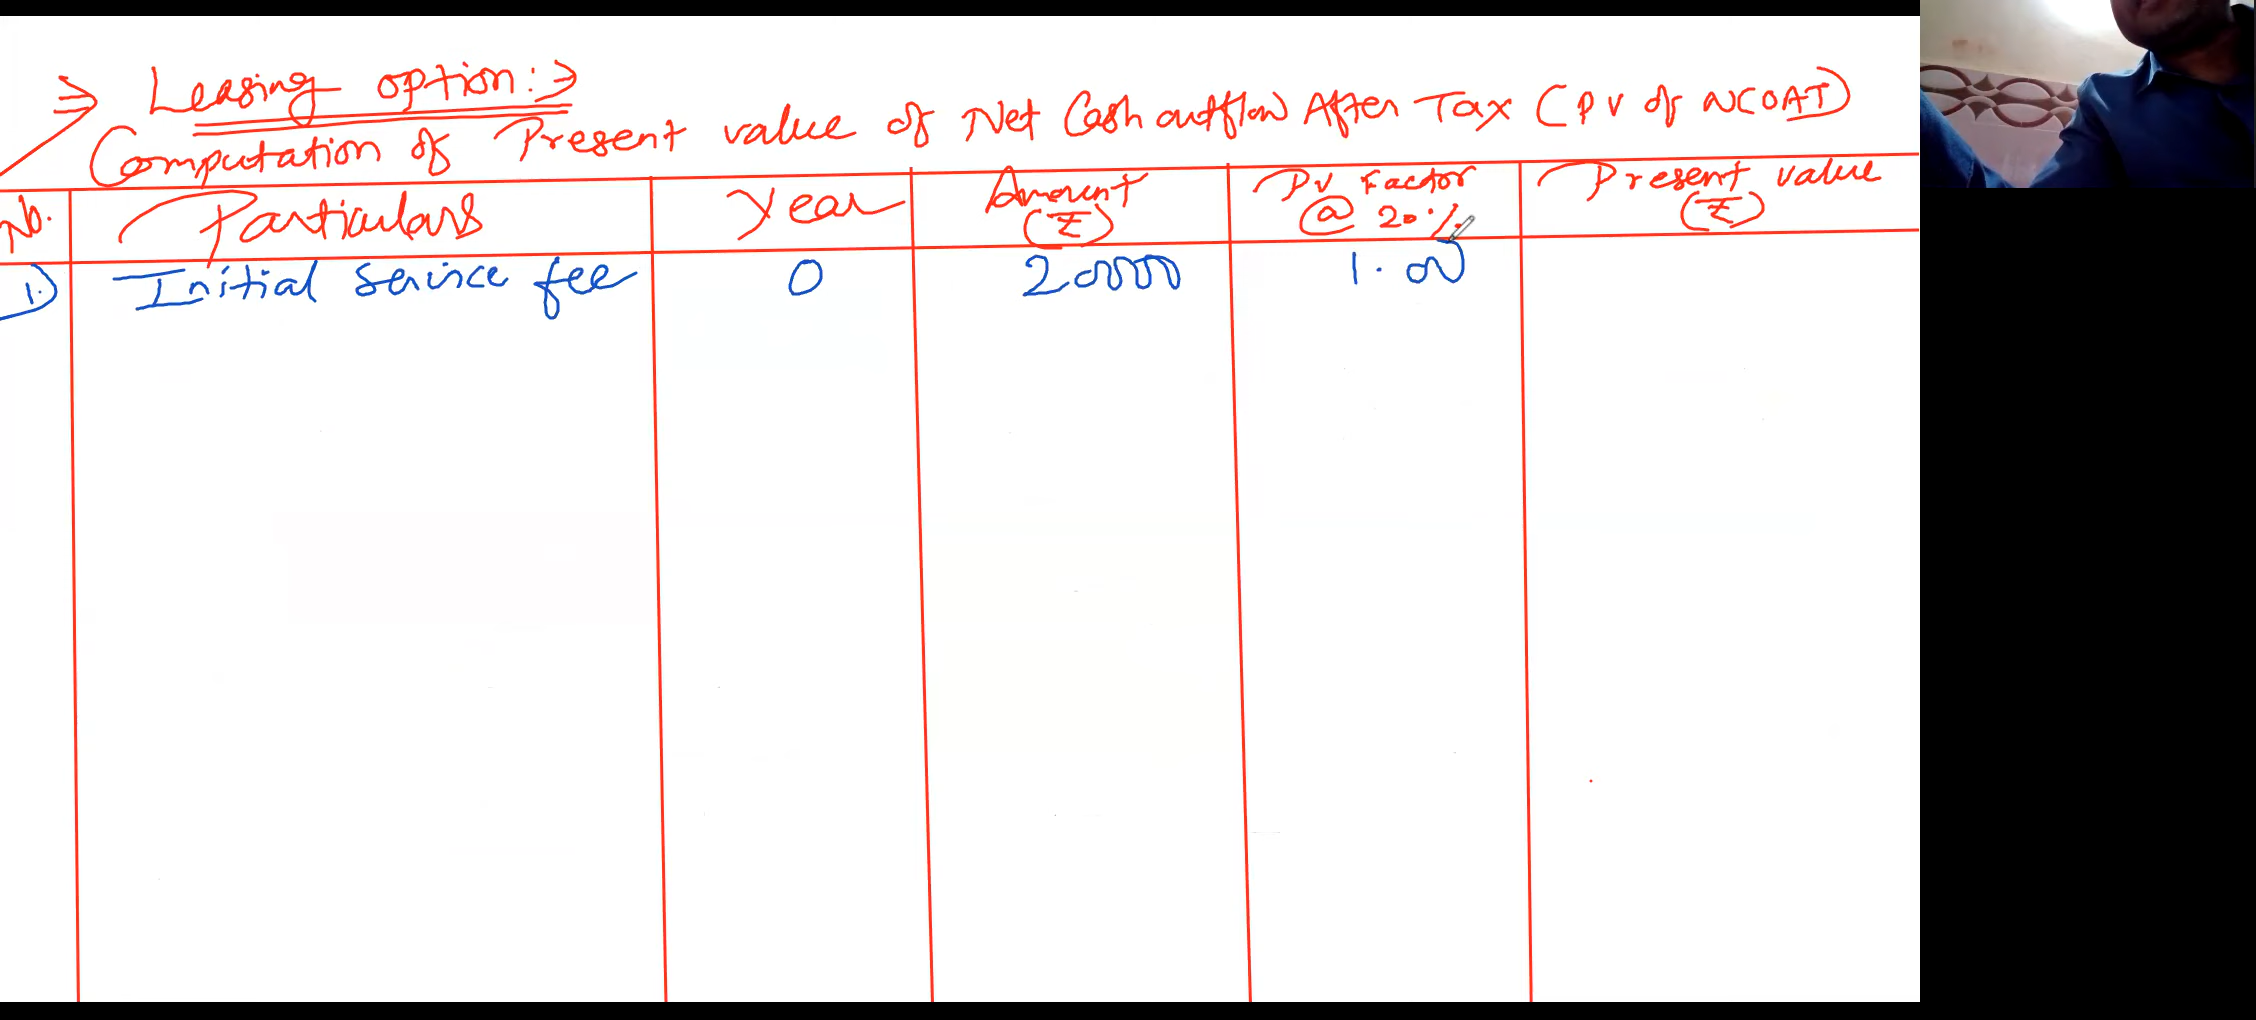 ⇒ Leasing option:⇒
Computation of Present value of Net Cash outflow After Tax (PV of NCOAT)
No. Particulars Year Amount (₹) PV Factor @ 20% Present value (₹)
1.) Initial service fee 0 1.00